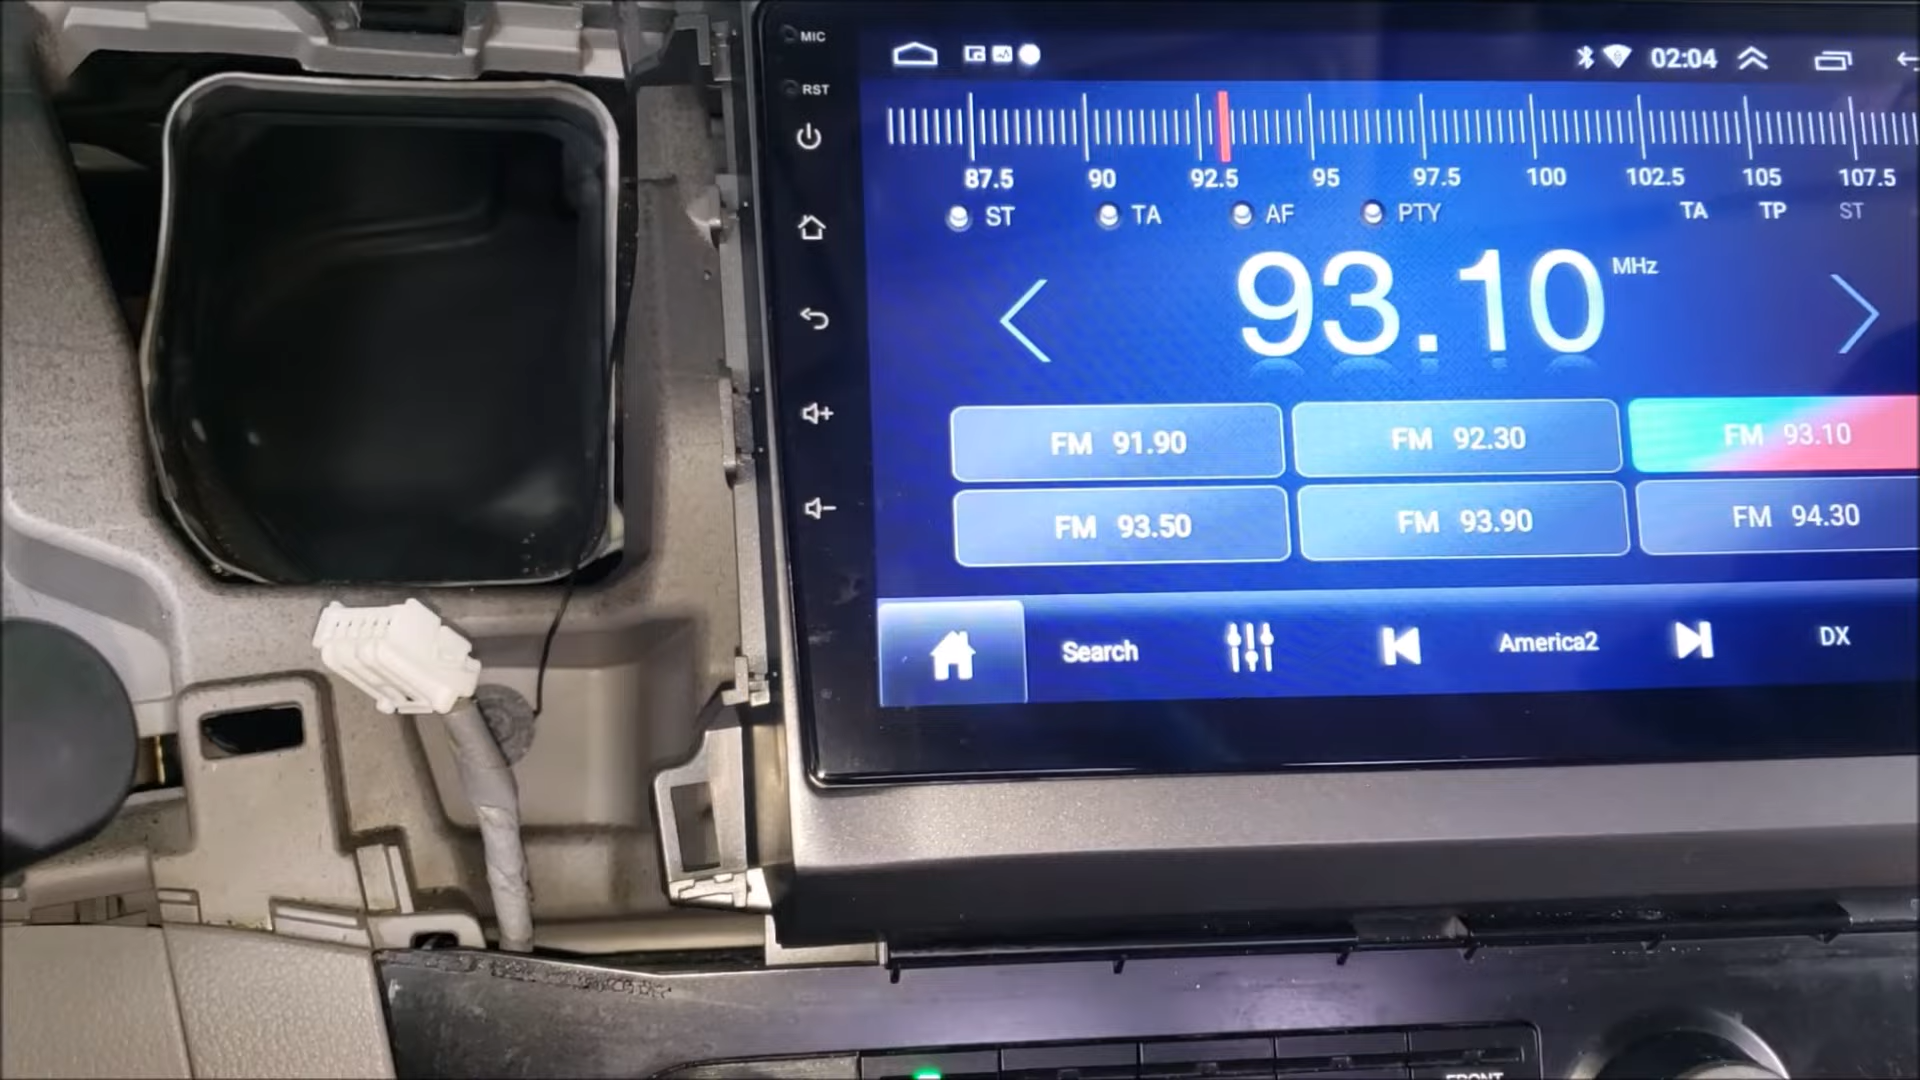 MIC
02:04
RST
87.5 90 92.5 95 97.5 100 102.5 105 107.5
ST TA AF PTY TA TP ST
93.10 MHz
FM 91.90 FM 92.30 FM 93.10
FM 93.50 FM 93.90 FM 94.30
Search America2 DX
FRONT